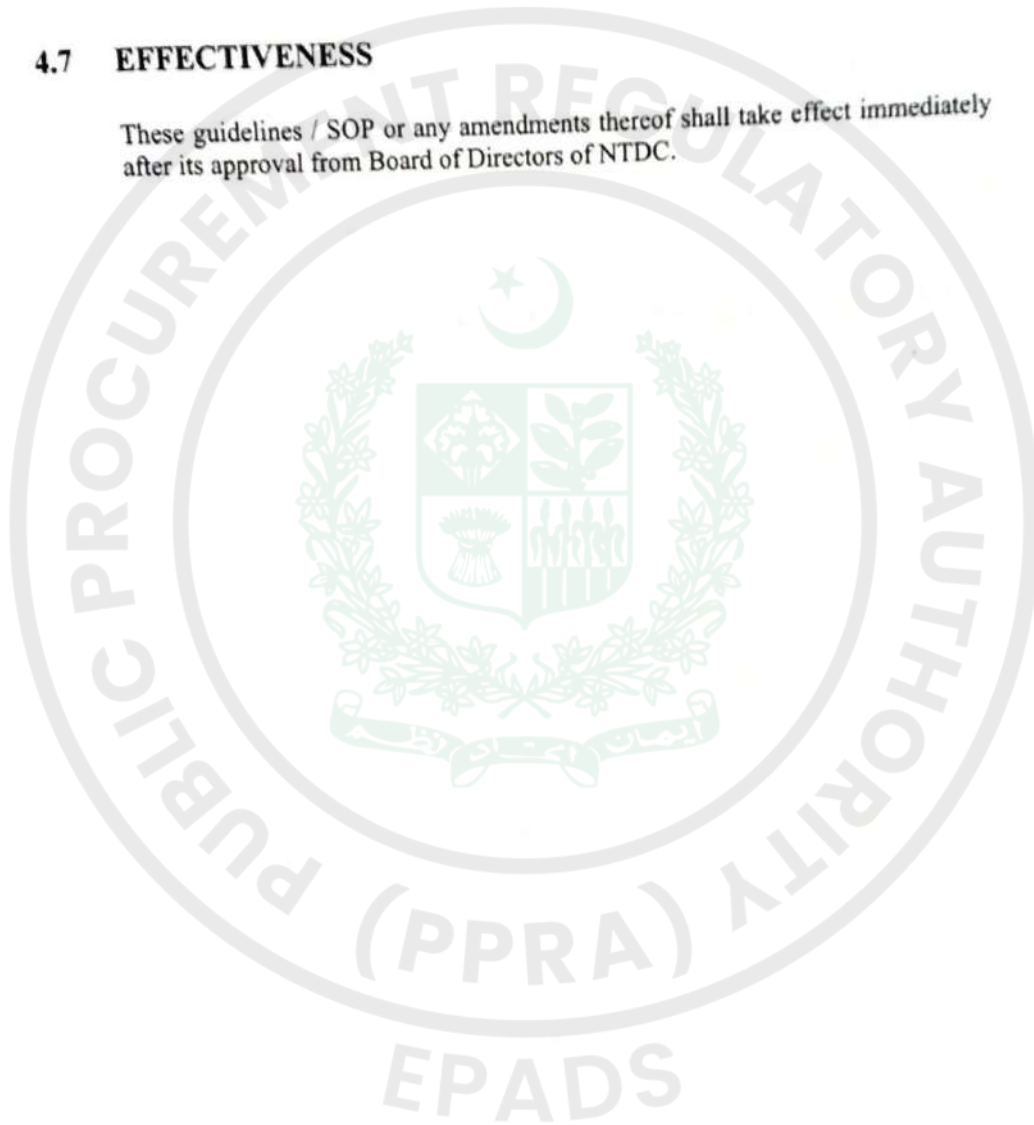 4.7 EFFECTIVENESS
These guidelines / SOP or any amendments thereof shall take effect immediately
after its approval from Board of Directors of NTDC.
PUBLIC PROCUREMENT REGULATORY AUTHORITY
(PPRA)
EPADS